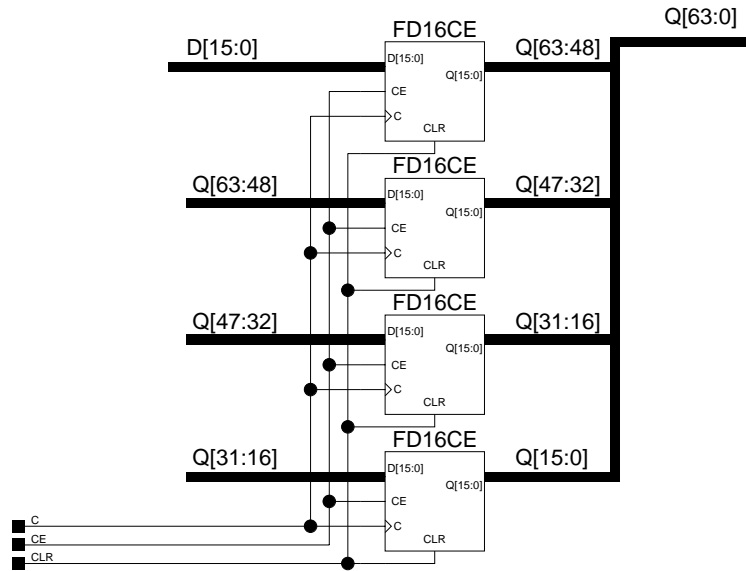 Q[63:0]
FD16CE
D[15:0]
Q[63:48]
D[15:0]
Q[15:0]
CE
C
CLR
FD16CE
Q[63:48]
Q[47:32]
D[15:0]
Q[15:0]
CE
C
CLR
FD16CE
Q[47:32]
Q[31:16]
D[15:0]
Q[15:0]
CE
C
CLR
FD16CE
Q[31:16]
Q[15:0]
D[15:0]
Q[15:0]
CE
C
CLR
C
CE
CLR